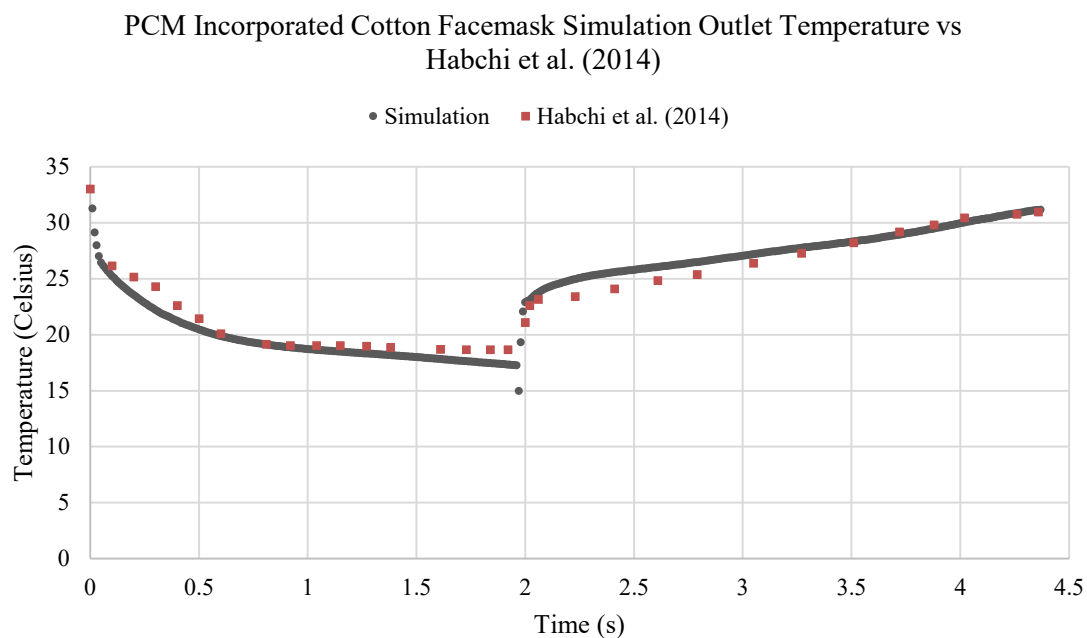 PCM Incorporated Cotton Facemask Simulation Outlet Temperature vs
Habchi et al. (2014)
Simulation Habchi et al. (2014)
35
30
25
20
15
10
5
0
Temperature (Celsius)
0 0.5 1 1.5 2 2.5 3 3.5 4 4.5
Time (s)